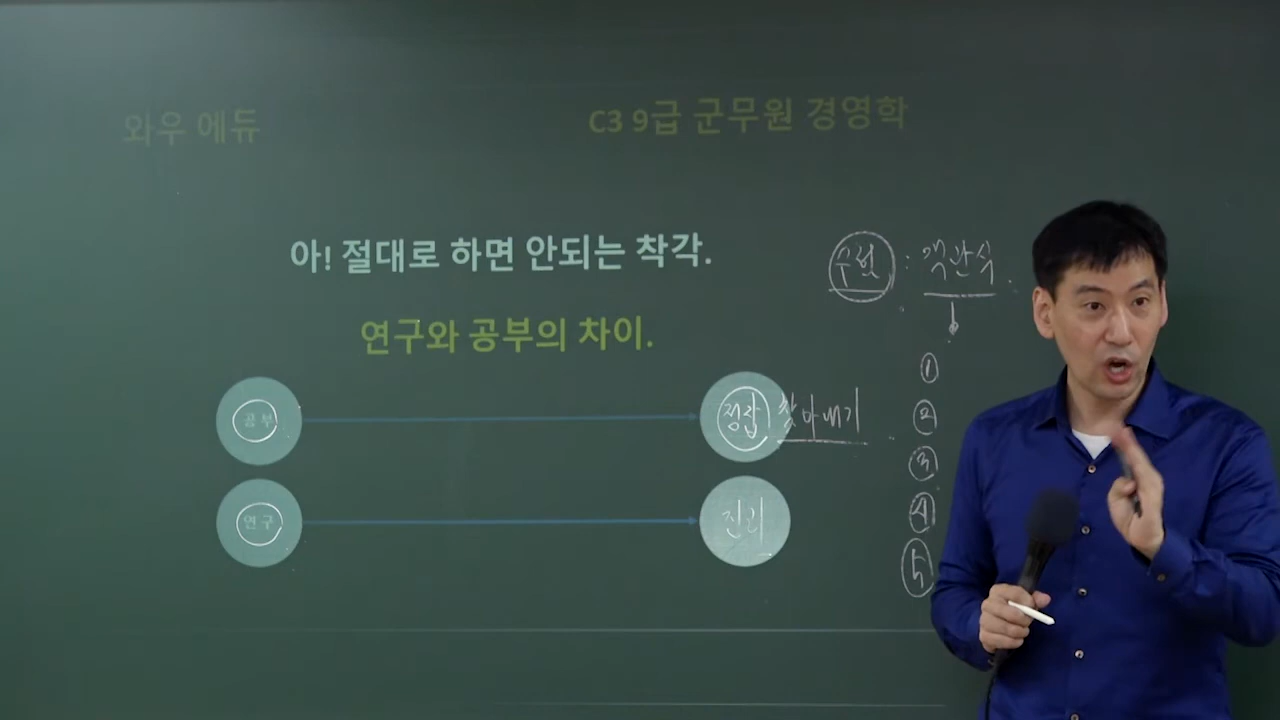 와우 에듀
C3 9급 군무원 경영학
아! 절대로 하면 안되는 착각.
수험 : 객관식
연구와 공부의 차이.
①
공부
정답 찾아내기
②
③
연구
진리
④
⑤